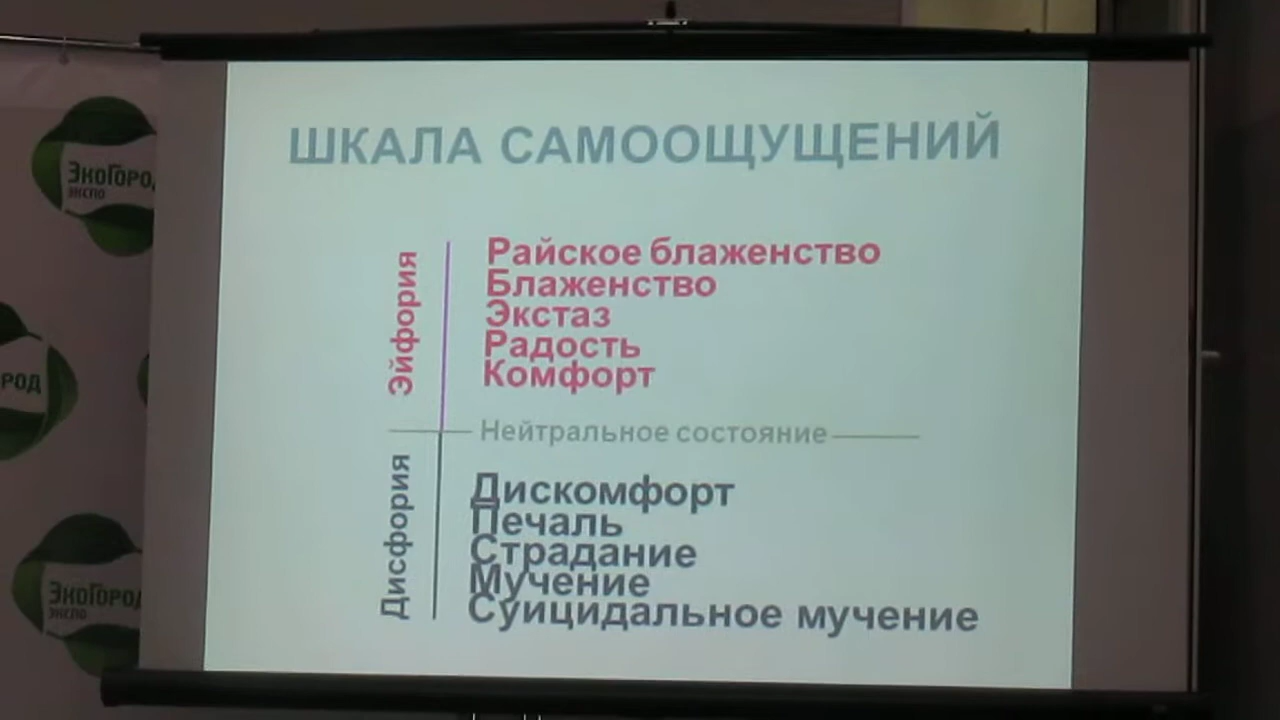 ШКАЛА САМООЩУЩЕНИЙ
Эйфория
Райское блаженство
Блаженство
Экстаз
Радость
Комфорт
Нейтральное состояние
Дисфория
Дискомфорт
Печаль
Страдание
Мучение
Суицидальное мучение
ЭкоГород
ЭКСПО
РОД
ЭкоГород
ЭКСПО